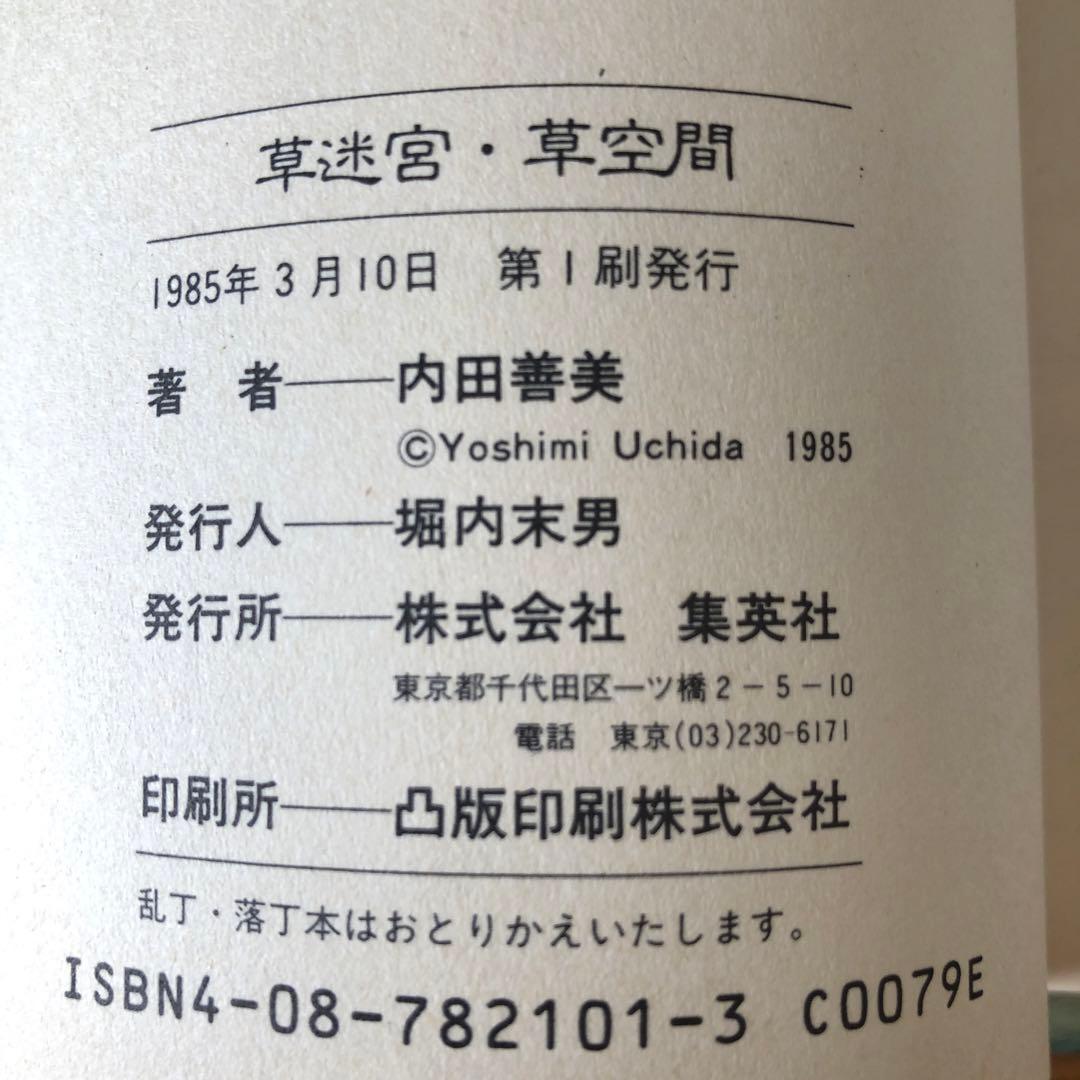 草迷宮・草空間
1985年3月10日　第1刷発行
著　者――内田善美
©Yoshimi Uchida 1985
発行人――堀内末男
発行所――株式会社　集英社
東京都千代田区一ツ橋2－5－10
電話　東京(03)230-6171
印刷所――凸版印刷株式会社
乱丁・落丁本はおとりかえいたします。
ISBN4-08-782101-3 C0079E